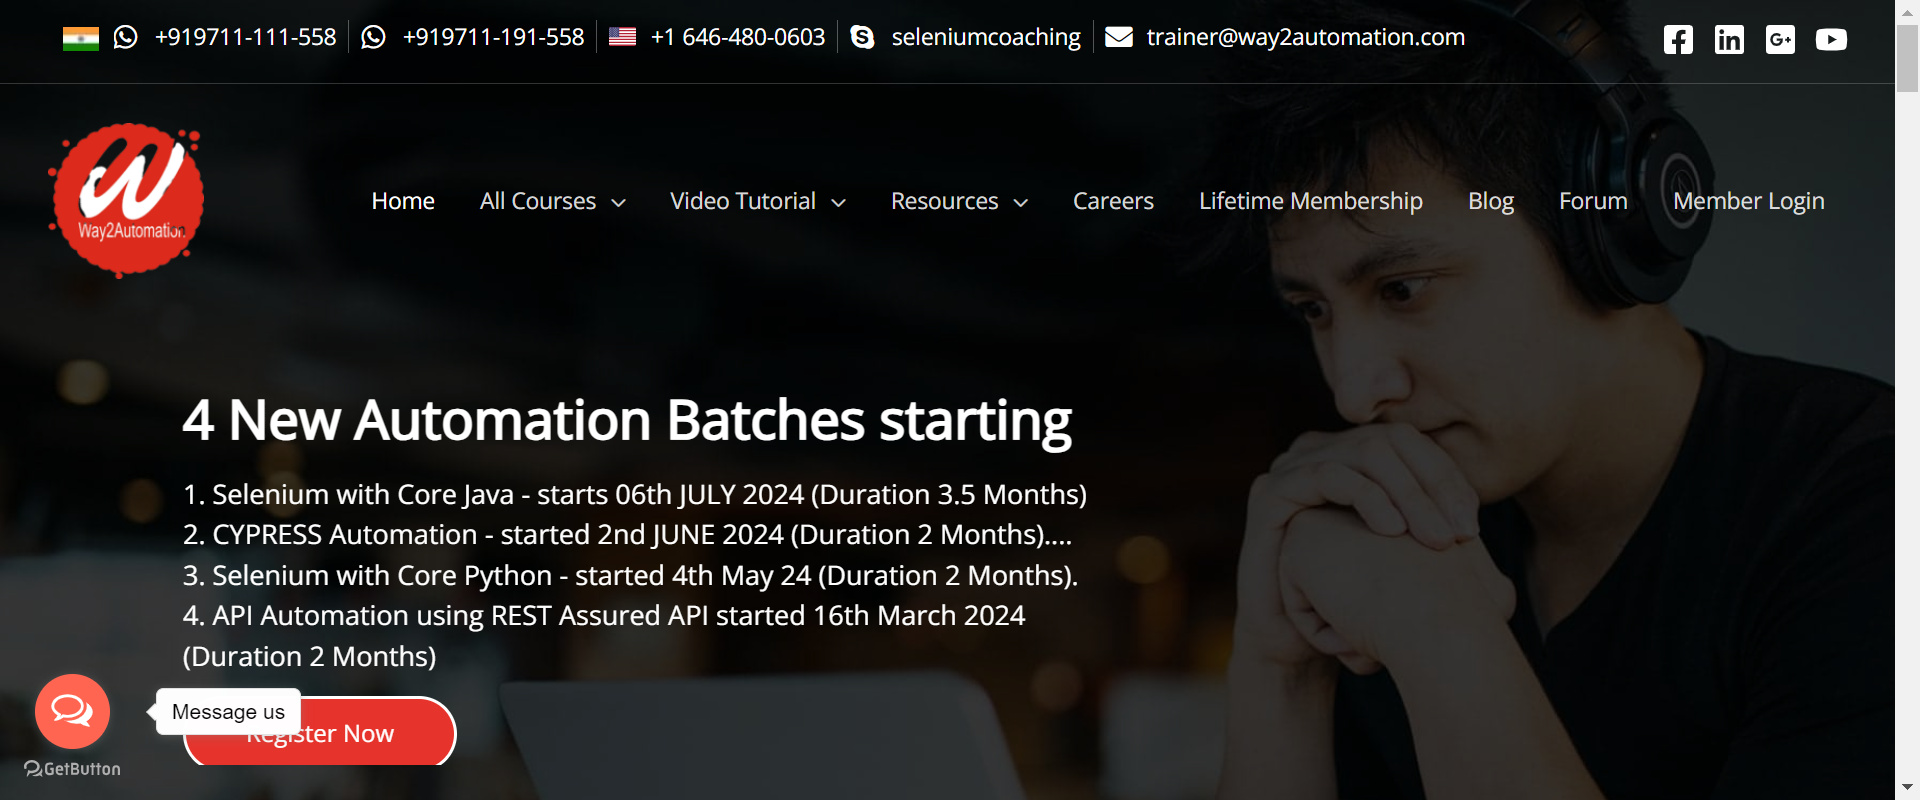 +919711-111-558
+919711-191-558
+1 646-480-0603
seleniumcoaching
trainer@way2automation.com
G+
Way2Automation
Home
All Courses
Video Tutorial
Resources
Careers
Lifetime Membership
Blog
Forum
Member Login
4 New Automation Batches starting
1. Selenium with Core Java - starts 06th JULY 2024 (Duration 3.5 Months)
2. CYPRESS Automation - started 2nd JUNE 2024 (Duration 2 Months)....
3. Selenium with Core Python - started 4th May 24 (Duration 2 Months).
4. API Automation using REST Assured API started 16th March 2024
(Duration 2 Months)
Message us
Register Now
GetButton